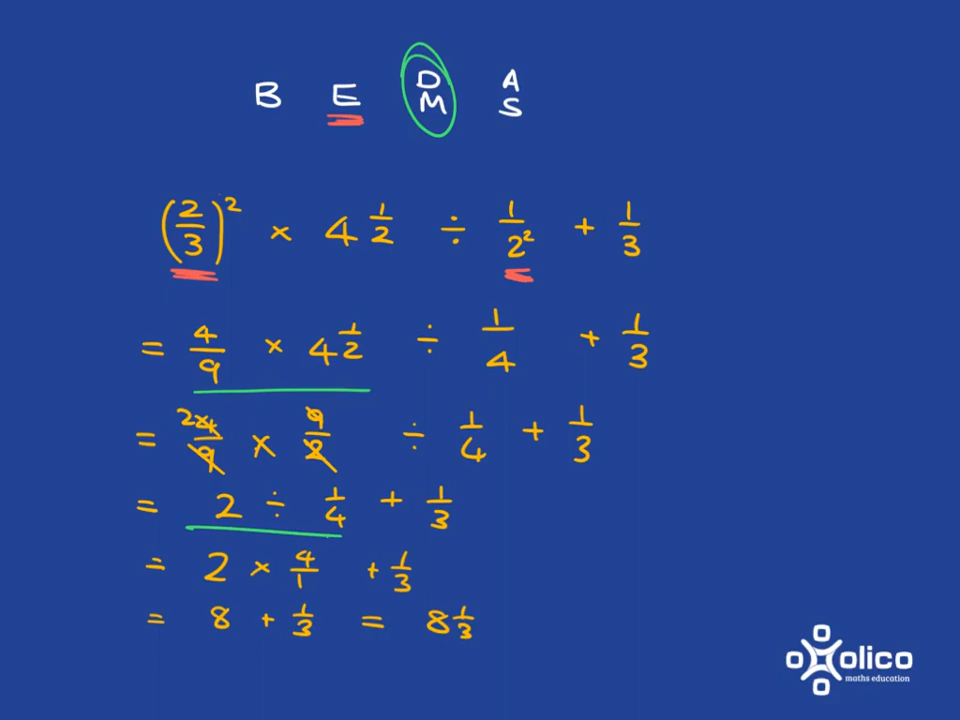 B E D A
M S
(2/3)² × 4 1/2 ÷ 1/2² + 1/3
= 4/9 × 4 1/2 ÷ 1/4 + 1/3
= 2 4/9 × 9/2 ÷ 1/4 + 1/3
= 2 ÷ 1/4 + 1/3
= 2 × 4/1 + 1/3
= 8 + 1/3 = 8 1/3
olico
maths education